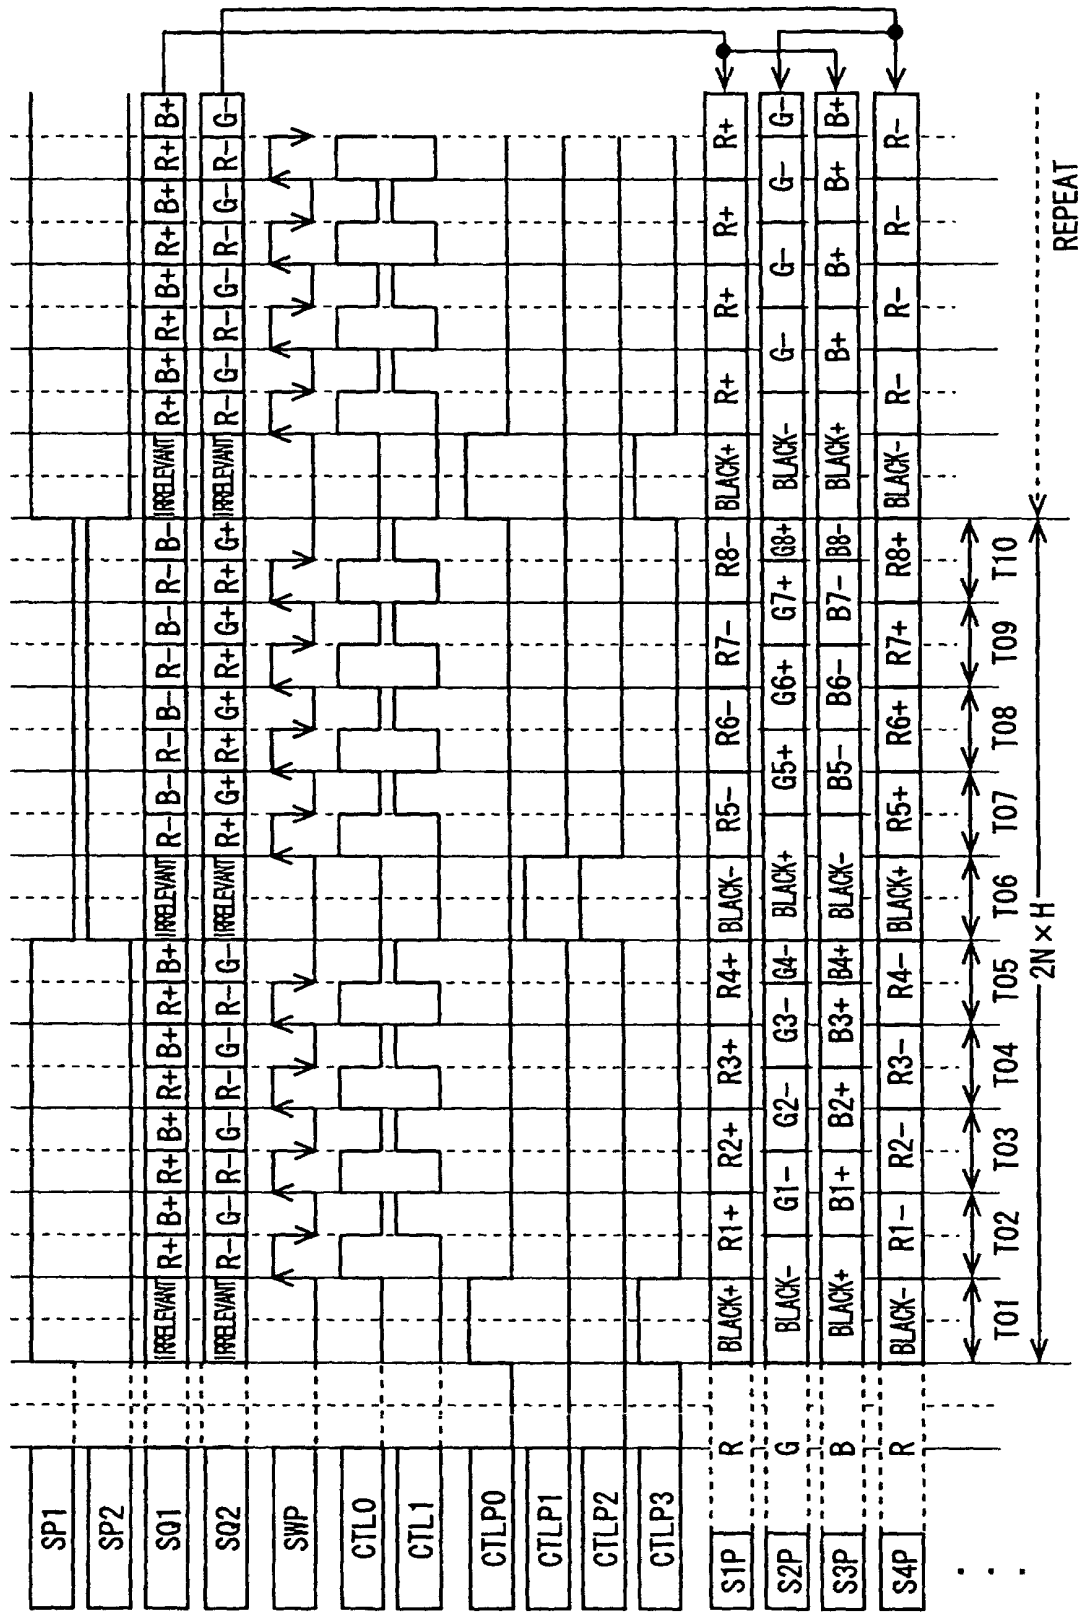 SP1
SP2
SQ1 IRRELEVANT R+ B+ R+ B+ R+ B+ R+ B+ IRRELEVANT R− B− R− B− R− B− R− B− IRRELEVANT R+ B+ R+ B+ R+ B+ R+ B+
SQ2 IRRELEVANT R− G− R− G− R− G− R− G− IRRELEVANT R+ G+ R+ G+ R+ G+ R+ G+ IRRELEVANT R− G− R− G− R− G− R− G−
SWP
CTL0
CTL1
CTLP0
CTLP1
CTLP2
CTLP3
S1P R BLACK+ R1+ R2+ R3+ R4+ BLACK− R5− R6− R7− R8− BLACK+ R+ R+ R+ R+
S2P G BLACK− G1− G2− G3− G4− BLACK+ G5+ G6+ G7+ G8+ BLACK− G− G− G− G−
S3P B BLACK+ B1+ B2+ B3+ B4+ BLACK− B5− B6− B7− B8− BLACK+ B+ B+ B+ B+
S4P R BLACK− R1− R2− R3− R4− BLACK+ R5+ R6+ R7+ R8+ BLACK− R− R− R− R−
. . .
T01 T02 T03 T04 T05 T06 T07 T08 T09 T10
2N×H REPEAT